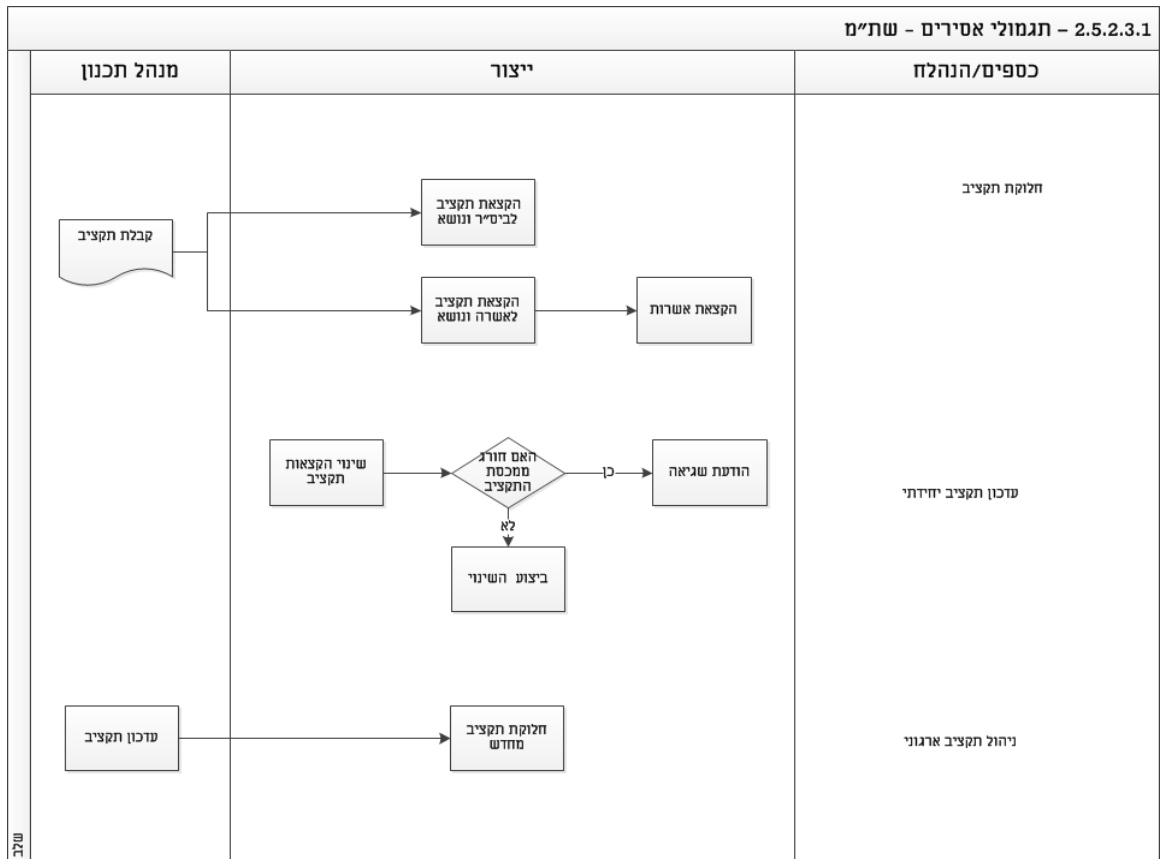 2.5.2.3.1 – תגמולי אסירים - שת״מ
כספים/הנהלח
ייצור
מנהל תכנון
חלוקת תקציב
הקצאת תקציב
לביס״ר ונושא
קבלת תקציב
הקצאת תקציב
לאשרה ונושא
הקצאת אשרות
שינוי הקצאות
תקציב
האם חורג
ממכסת
התקציב
כן
הודעת שגיאה
עדכון תקציב יחידתי
לא
ביצוע השינוי
עדכון תקציב
חלוקת תקציב
מחדש
ניהול תקציב ארגוני
שלב